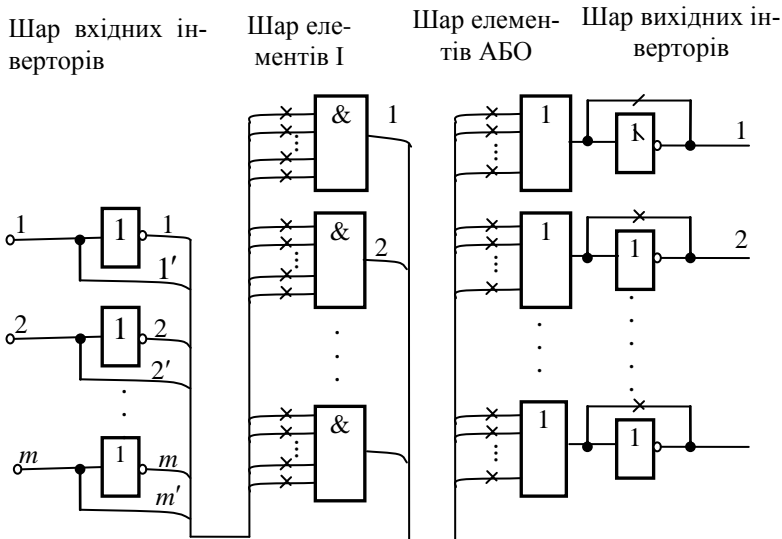 Шар вхідних ін-
верторів
Шар еле-
ментів І
Шар елемен-
тів АБО
Шар вихідних ін-
верторів
& 1
1 1 1
1 1 1
1′
& 2
1 1 2
2 1 2
2′
m 1 m
m′
&
1 1